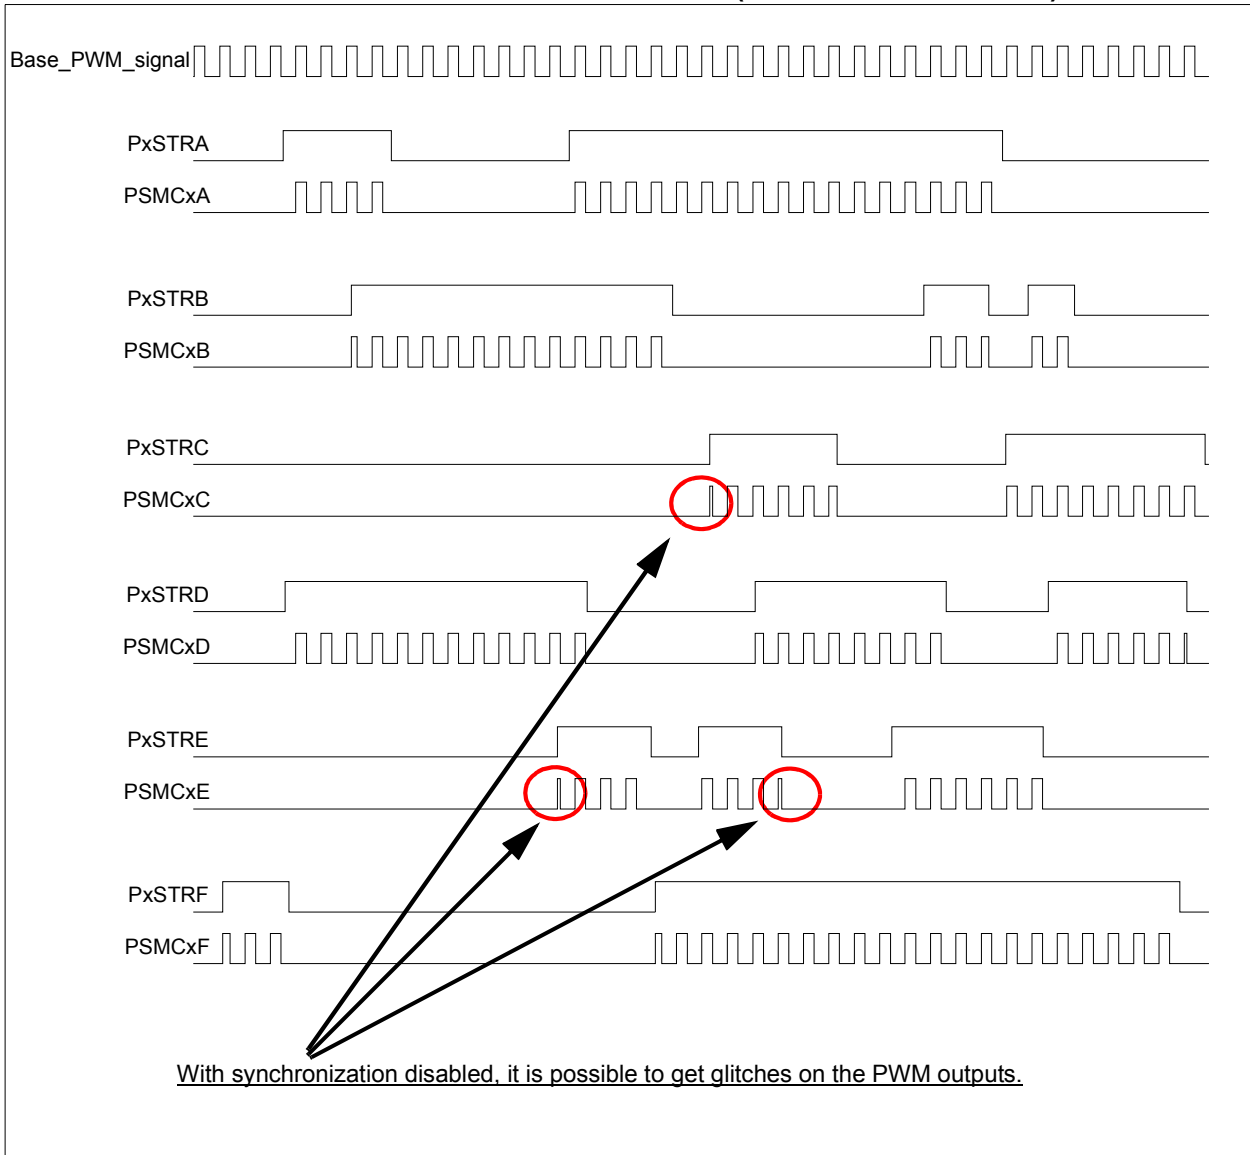 Base_PWM_signal
PxSTRA
PSMCxA
PxSTRB
PSMCxB
PxSTRC
PSMCxC
PxSTRD
PSMCxD
PxSTRE
PSMCxE
PxSTRF
PSMCxF
With synchronization disabled, it is possible to get glitches on the PWM outputs.